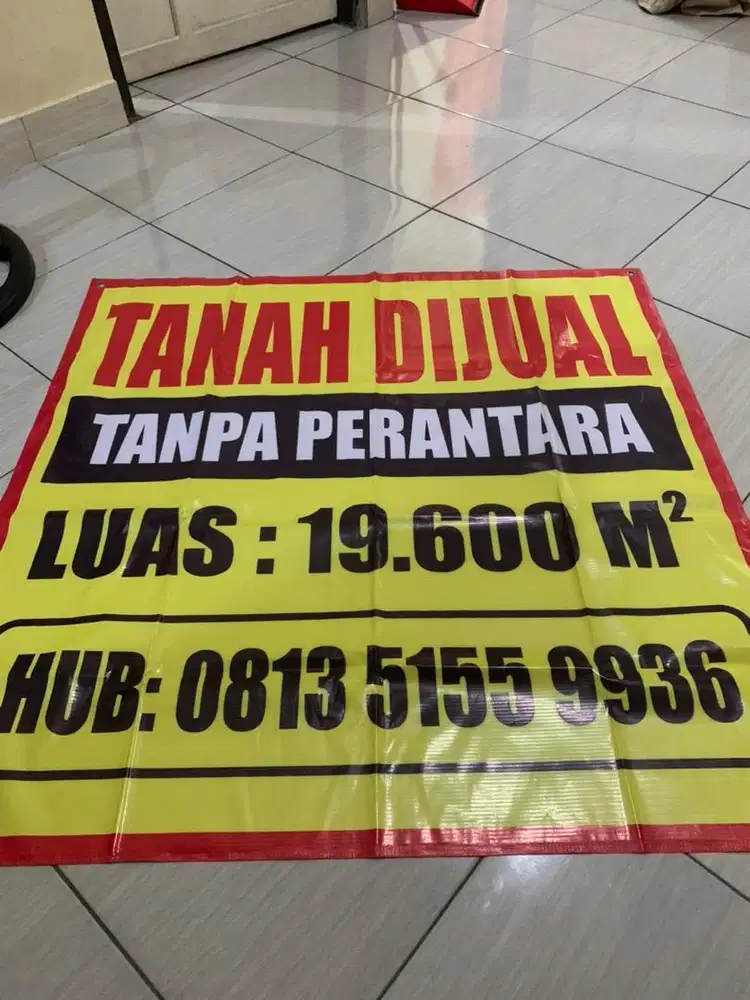 TANAH DIJUAL
TANPA PERANTARA
LUAS : 19.600 M²
HUB: 0813 5155 9936